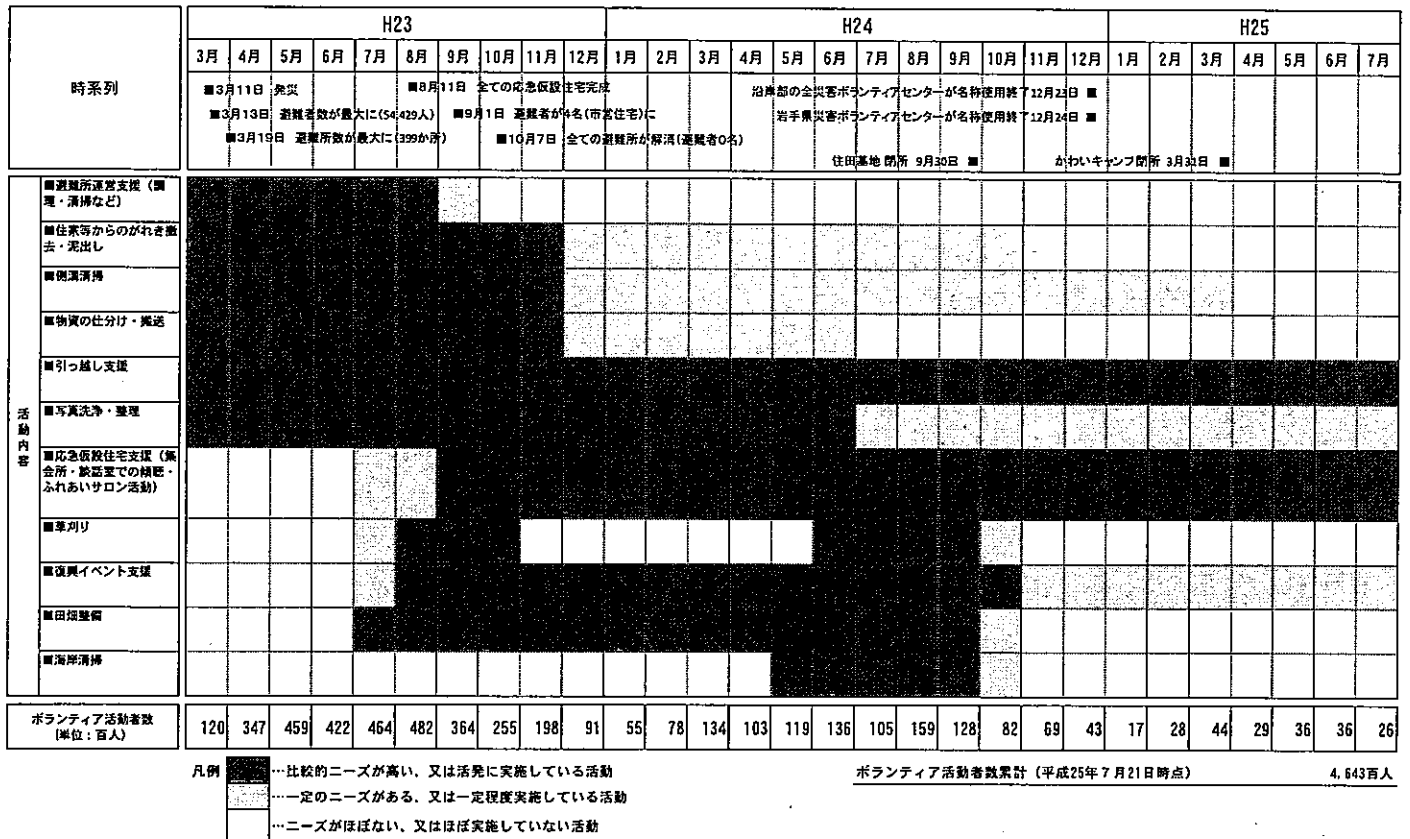 時系列
H23 H24 H25
3月 4月 5月 6月 7月 8月 9月 10月 11月 12月 1月 2月 3月 4月 5月 6月 7月 8月 9月 10月 11月 12月 1月 2月 3月 4月 5月 6月 7月
■3月11日 発災 ■8月11日 全ての応急仮設住宅完成 沿岸部の全災害ボランティアセンターが名称使用終了12月23日 ■
■3月13日 避難者数が最大に(54,429人) ■9月1日 避難者が4名(市営住宅)に 岩手県災害ボランティアセンターが名称使用終了12月24日 ■
■3月19日 避難所数が最大に(399か所) ■10月7日 全ての避難所が解消(避難者0名)
住田基地 閉所 9月30日 ■ かわいキャンプ閉所 3月31日 ■
活動内容
■避難所運営支援（調
理・清掃など）
■住家等からのがれき撤
去・泥出し
■側溝清掃
■物資の仕分け・搬送
■引っ越し支援
■写真洗浄・整理
■応急仮設住宅支援（集
会所・談話室での傾聴・
ふれあいサロン活動）
■草刈り
■復興イベント支援
■田畑整備
■海岸清掃
ボランティア活動者数
(単位：百人)
120 347 459 422 464 482 364 255 198 91 55 78 134 103 119 136 105 159 128 82 69 43 17 28 44 29 36 36 26
凡例 …比較的ニーズが高い、又は活発に実施している活動
…一定のニーズがある、又は一定程度実施している活動
…ニーズがほぼない、又はほぼ実施していない活動
ボランティア活動者数累計（平成25年7月21日時点） 4,643百人